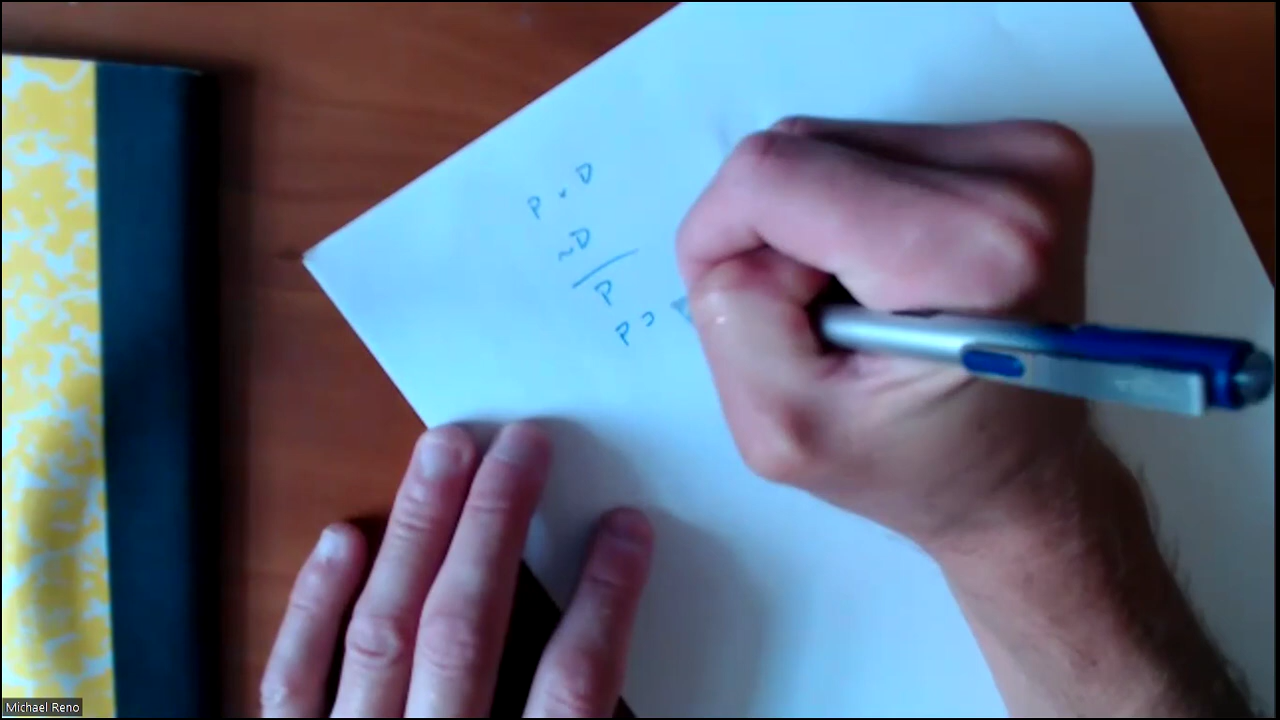 P v D
~D
P
P ⊃
Michael Reno